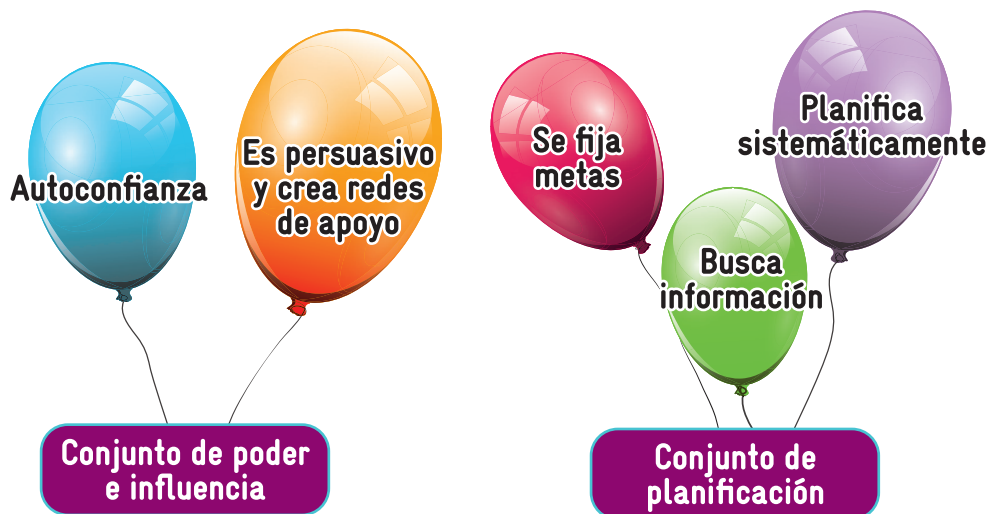 Autoconfianza
Es persuasivo
y crea redes
de apoyo
Conjunto de poder
e influencia
Se fija
metas
Busca
información
Planifica
sistemáticamente
Conjunto de
planificación